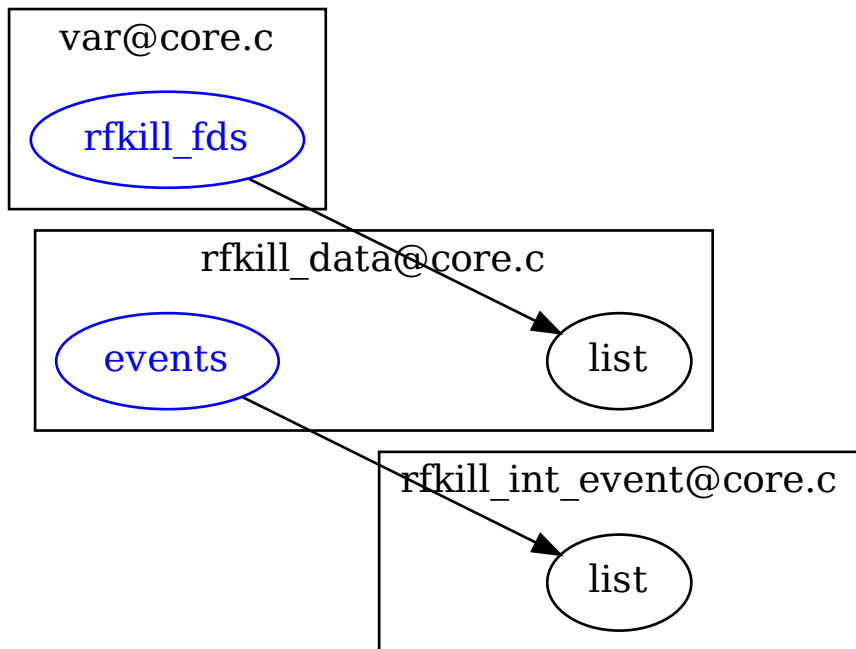 var@core.c
rfkill_fds
rfkill_data@core.c
events
list
rfkill_int_event@core.c
list